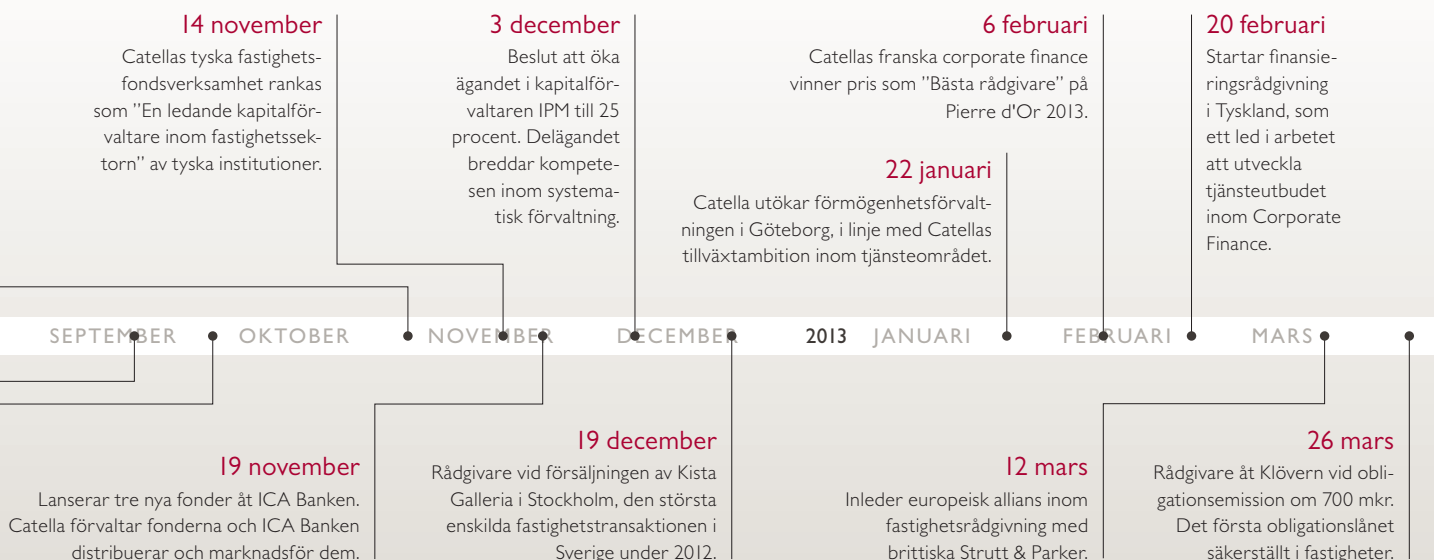 14 november
Catellas tyska fastighets-
fondsverksamhet rankas
som ”En ledande kapitalför-
valtare inom fastighetssek-
torn” av tyska institutioner.
3 december
Beslut att öka
ägandet i kapitalför-
valtaren IPM till 25
procent. Delägandet
breddar kompete-
sen inom systema-
tisk förvaltning.
22 januari
Catella utökar förmögenhetsförvalt-
ningen i Göteborg, i linje med Catellas
tillväxtambition inom tjänsteområdet.
6 februari
Catellas franska corporate finance
vinner pris som ”Bästa rådgivare” på
Pierre d'Or 2013.
20 februari
Startar finansie-
ringsrådgivning
i Tyskland, som
ett led i arbetet
att utveckla
tjänsteutbudet
inom Corporate
Finance.
SEPTEMBER OKTOBER NOVEMBER DECEMBER 2013 JANUARI FEBRUARI MARS
19 november
Lanserar tre nya fonder åt ICA Banken.
Catella förvaltar fonderna och ICA Banken
distribuerar och marknadsför dem.
19 december
Rådgivare vid försäljningen av Kista
Galleria i Stockholm, den största
enskilda fastighetstransaktionen i
Sverige under 2012.
12 mars
Inleder europeisk allians inom
fastighetsrådgivning med
brittiska Strutt & Parker.
26 mars
Rådgivare åt Klövern vid obli-
gationsemission om 700 mkr.
Det första obligationslånet
säkerställt i fastigheter.